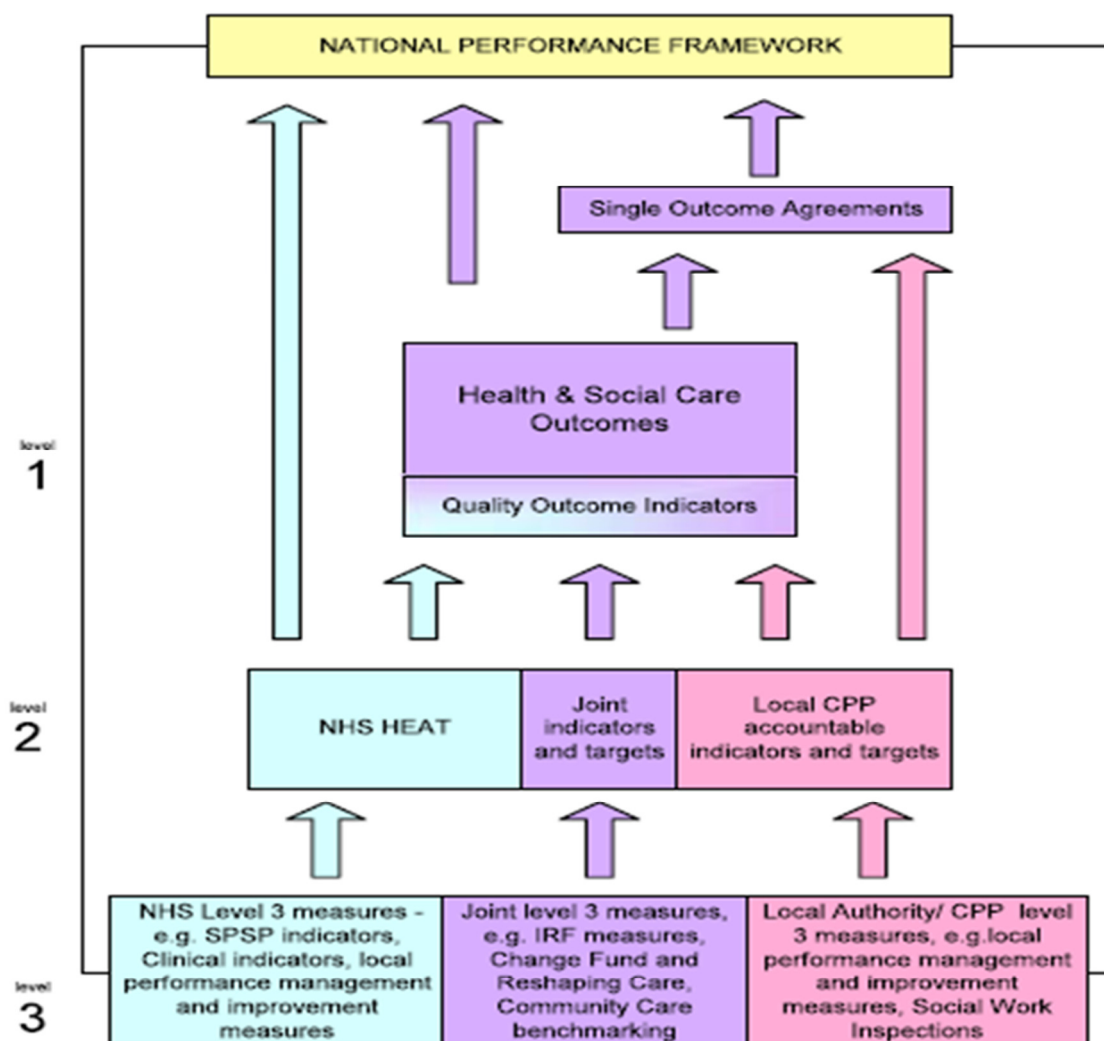 NATIONAL PERFORMANCE FRAMEWORK
Single Outcome Agreements
Health & Social Care
Outcomes
level
1
Quality Outcome Indicators
level
2
NHS HEAT
Joint
indicators
and targets
Local CPP
accountable
indicators and targets
level
3
NHS Level 3 measures -
e.g. SPSP indicators,
Clinical indicators, local
performance management
and improvement
measures
Joint level 3 measures,
e.g. IRF measures,
Change Fund and
Reshaping Care,
Community Care
benchmarking
Local Authority/ CPP level
3 measures, e.g.local
performance management
and improvement
measures, Social Work
Inspections